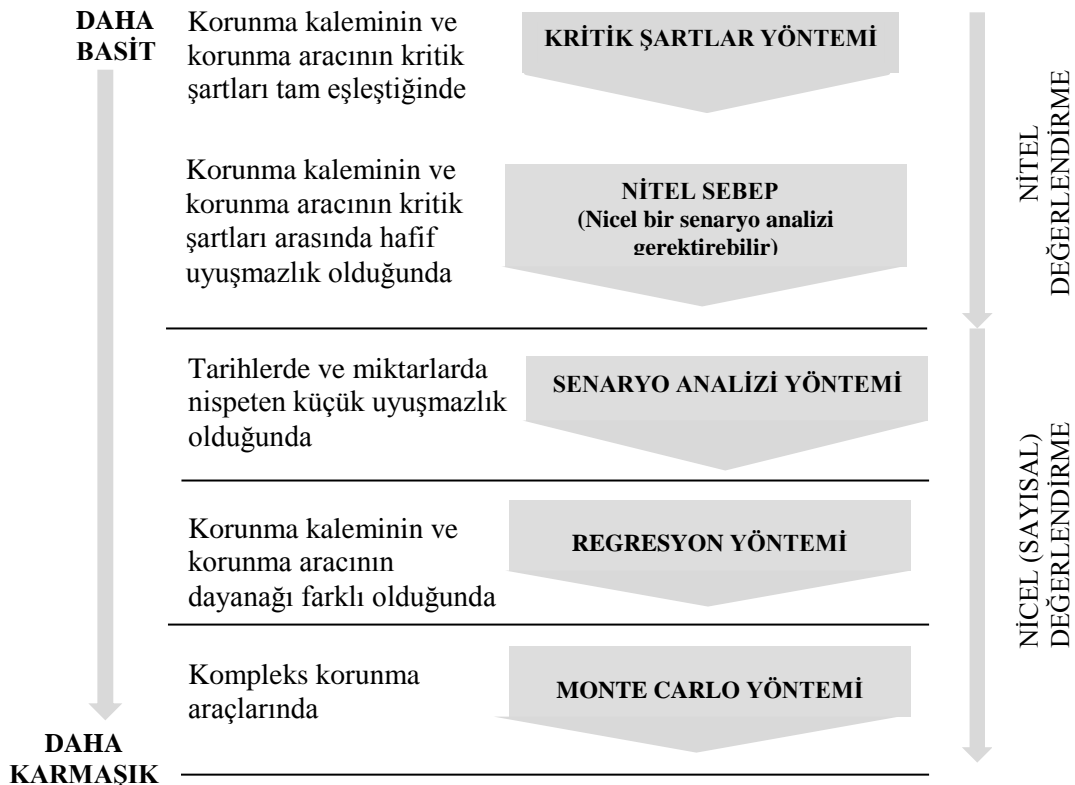 DAHA
BASİT
Korunma kaleminin ve
korunma aracının kritik
şartları tam eşleştiğinde
KRİTİK ŞARTLAR YÖNTEMİ
Korunma kaleminin ve
korunma aracının kritik
şartları arasında hafif
uyuşmazlık olduğunda
NİTEL SEBEP
(Nicel bir senaryo analizi
gerektirebilir)
NİTEL
DEĞERLENDİRME
Tarihlerde ve miktarlarda
nispeten küçük uyuşmazlık
olduğunda
SENARYO ANALİZİ YÖNTEMİ
Korunma kaleminin ve
korunma aracının
dayanağı farklı olduğunda
REGRESYON YÖNTEMİ
Kompleks korunma
araçlarında
MONTE CARLO YÖNTEMİ
NİCEL (SAYISAL)
DEĞERLENDİRME
DAHA
KARMAŞIK